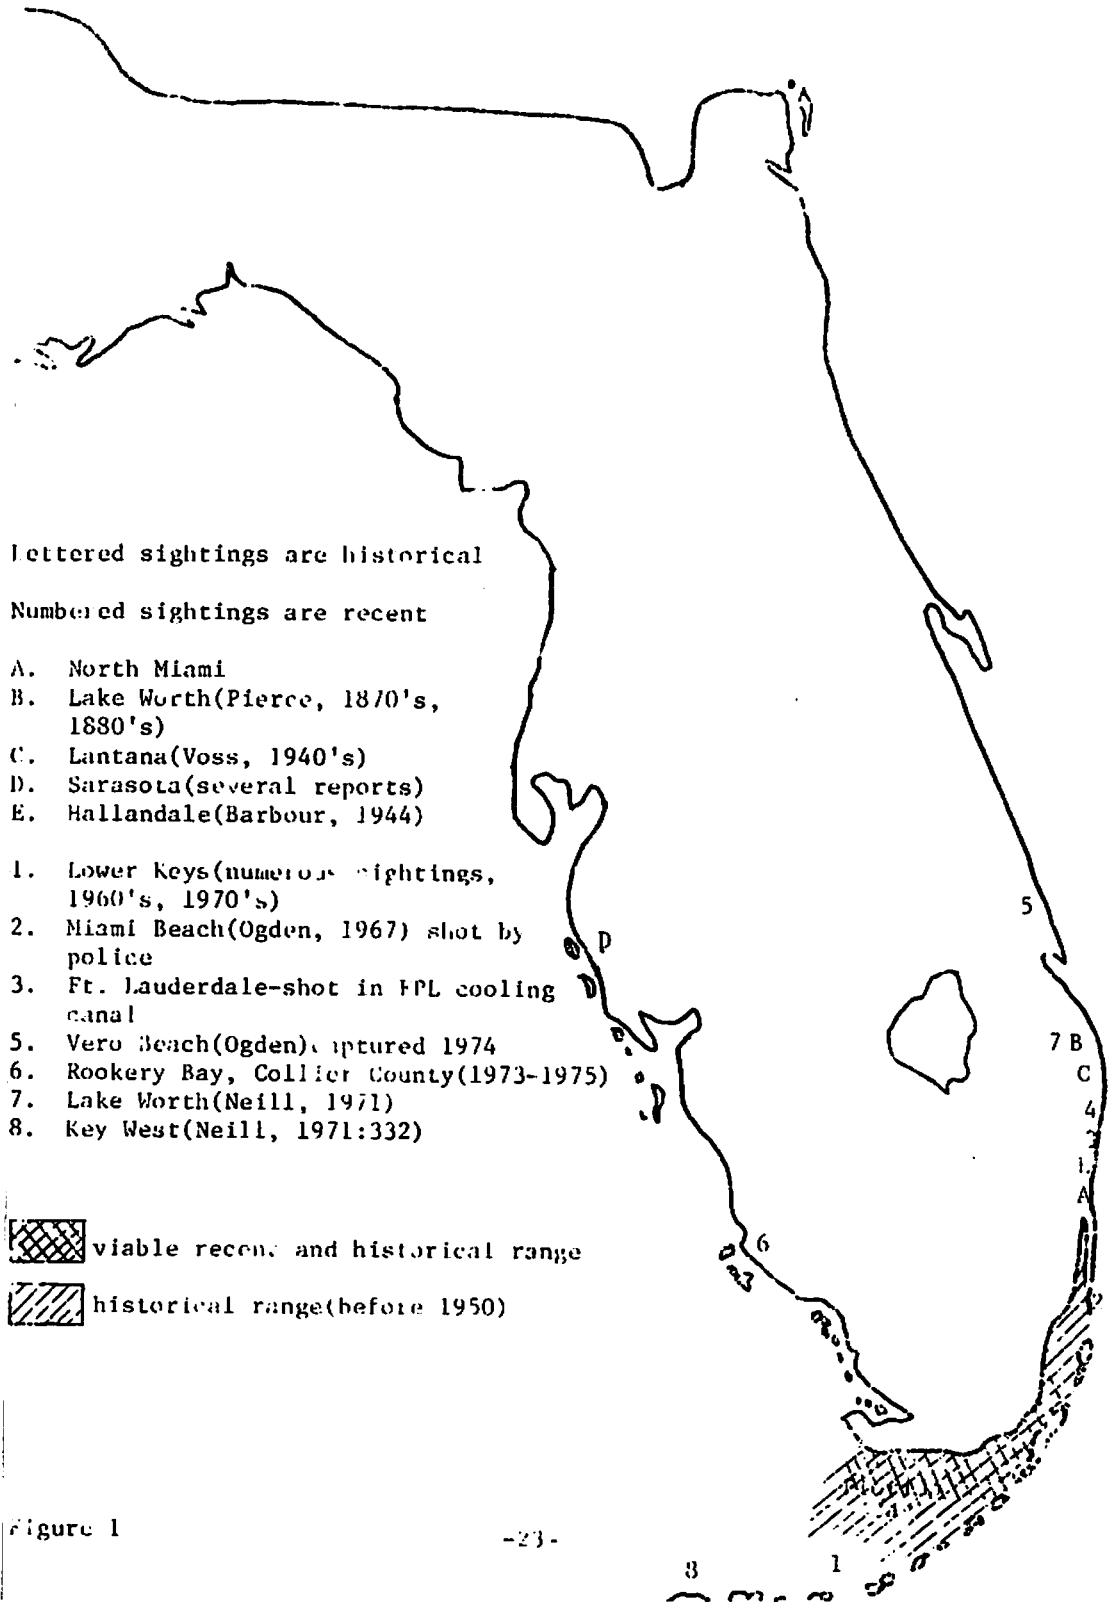 Lettered sightings are historical
Numbered sightings are recent
A. North Miami
B. Lake Worth(Pierce, 1870's,
1880's)
C. Lantana(Voss, 1940's)
D. Sarasota(several reports)
E. Hallandale(Barbour, 1944)
1. Lower Keys(numerous sightings,
1960's, 1970's)
2. Miami Beach(Ogden, 1967) shot by
police
3. Ft. Lauderdale-shot in FPL cooling
canal
5. Vero Beach(Ogden)captured 1974
6. Rookery Bay, Collier County(1973-1975)
7. Lake Worth(Neill, 1971)
8. Key West(Neill, 1971:332)
viable recent and historical range
historical range(before 1950)
Figure 1
-23-
A
5
D
7 B
C
4
3
A
6
2
8
1